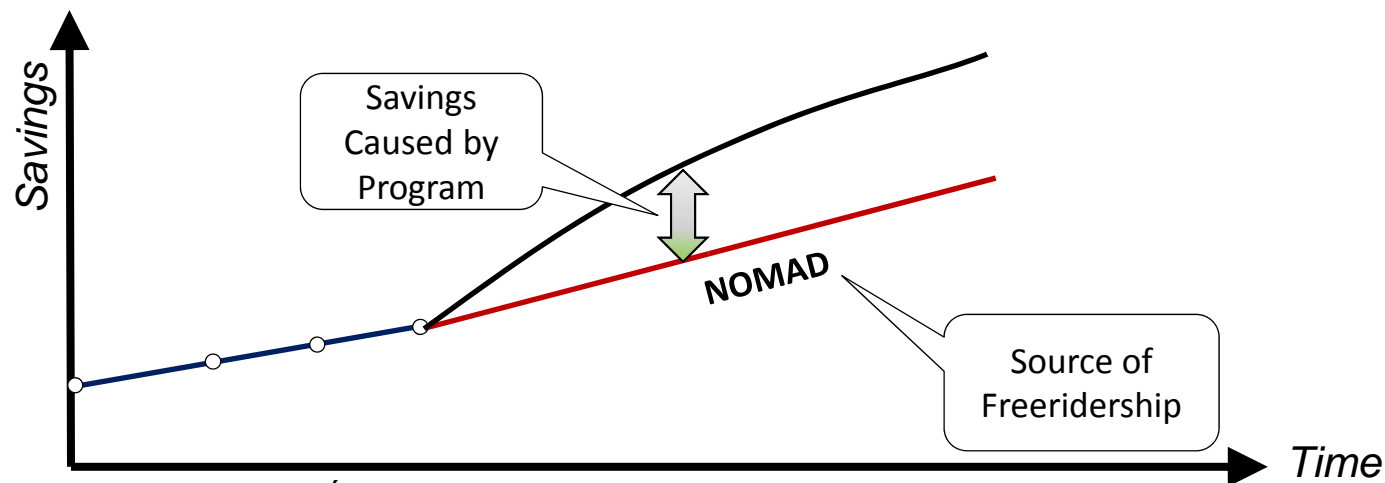 Savings
Savings
Caused by
Program
NOMAD
Source of
Freeridership
Time